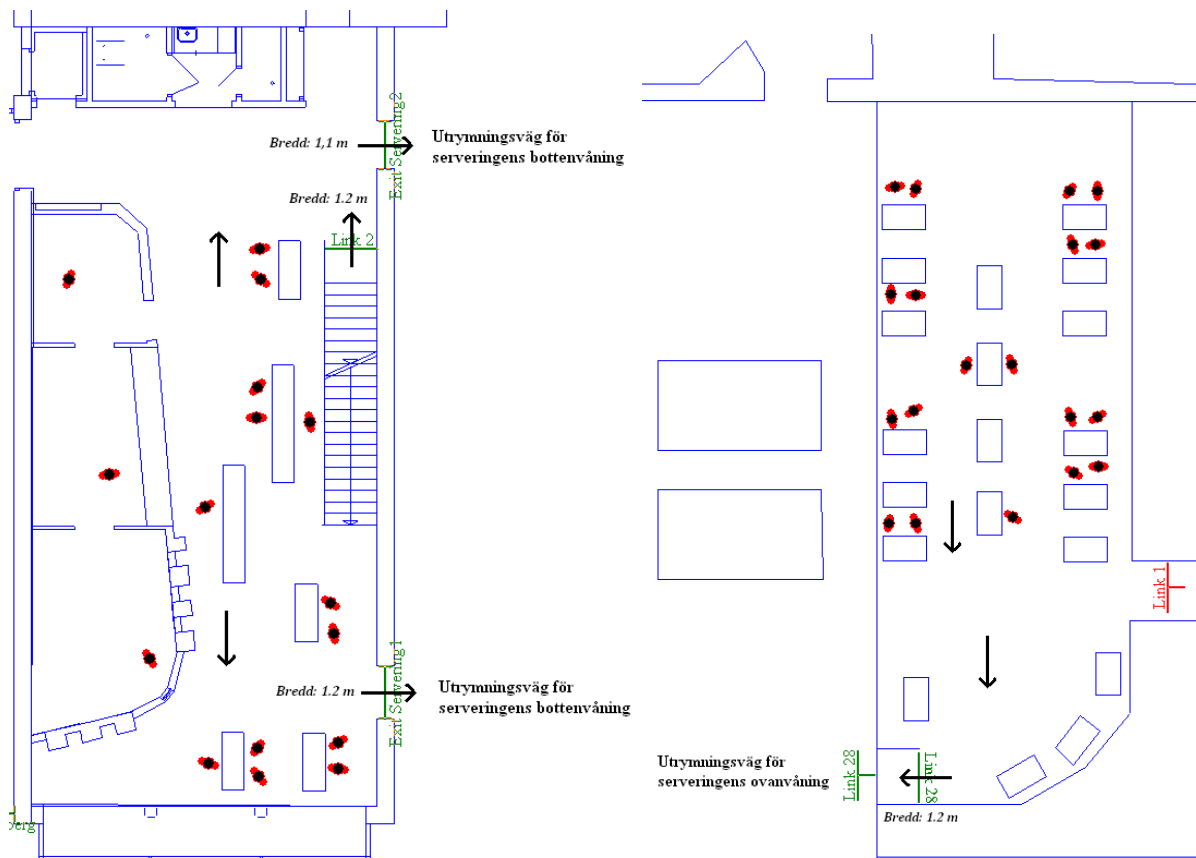 Bredd: 1,1 m
Exit Servering2
Utrymningsväg för
serveringens bottenvåning
Bredd: 1.2 m
Link 2
Bredd: 1.2 m
Exit Servering1
Utrymningsväg för
serveringens bottenvåning
Link 1
Utrymningsväg för
serveringens ovanvåning
Link 28
Link 28
Bredd: 1.2 m